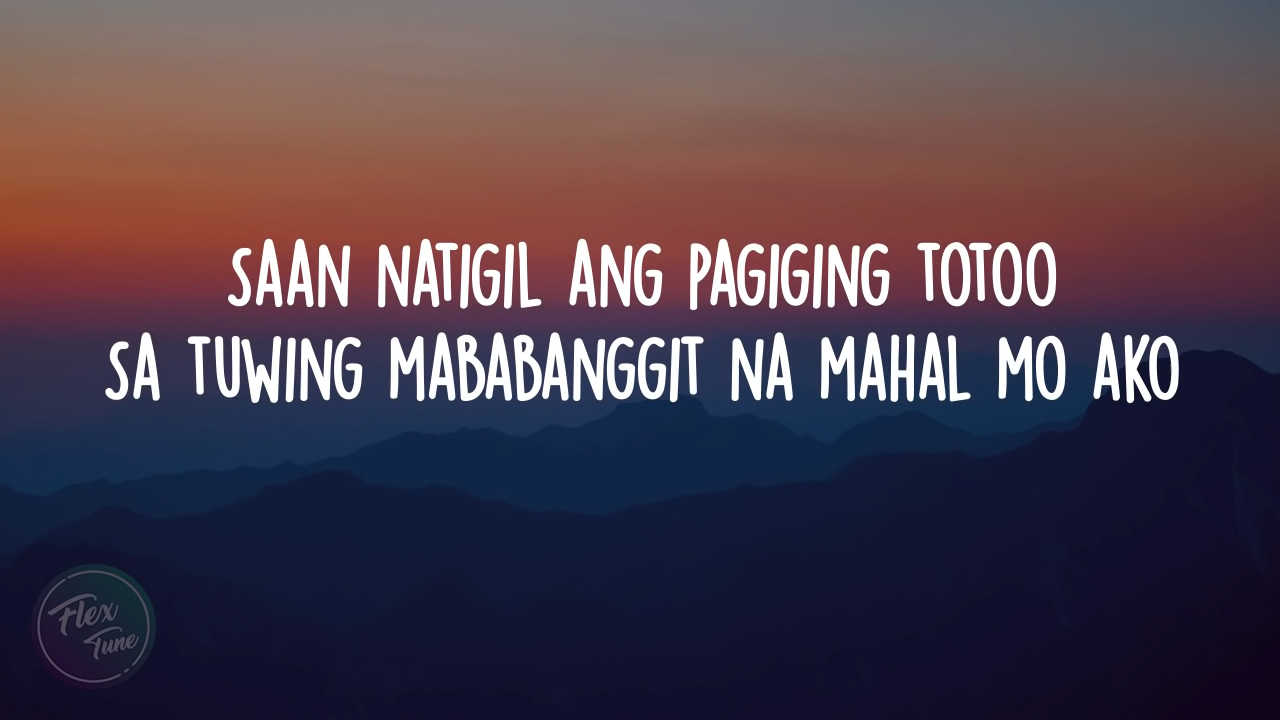 SAAN NATIGIL ANG PAGIGING TOTOO
SA TUWING MABABANGGIT NA MAHAL MO AKO
Flex
Tune